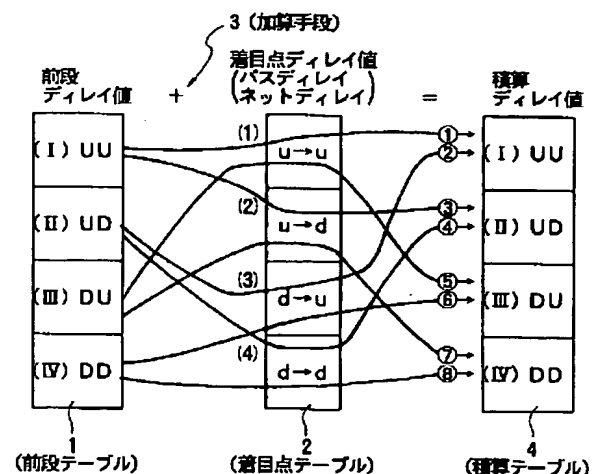 3 (加算手段)
前段
ディレイ値
+
着目点ディレイ値
(パスディレイ
ネットディレイ)
=
積算
ディレイ値
(I) UU
(II) UD
(III) DU
(IV) DD
(1)
u→u
(2)
u→d
(3)
d→u
(4)
d→d
①
②
③
④
⑤
⑥
⑦
⑧
(I) UU
(II) UD
(III) DU
(IV) DD
1
(前段テーブル)
2
(着目点テーブル)
4
(積算テーブル)